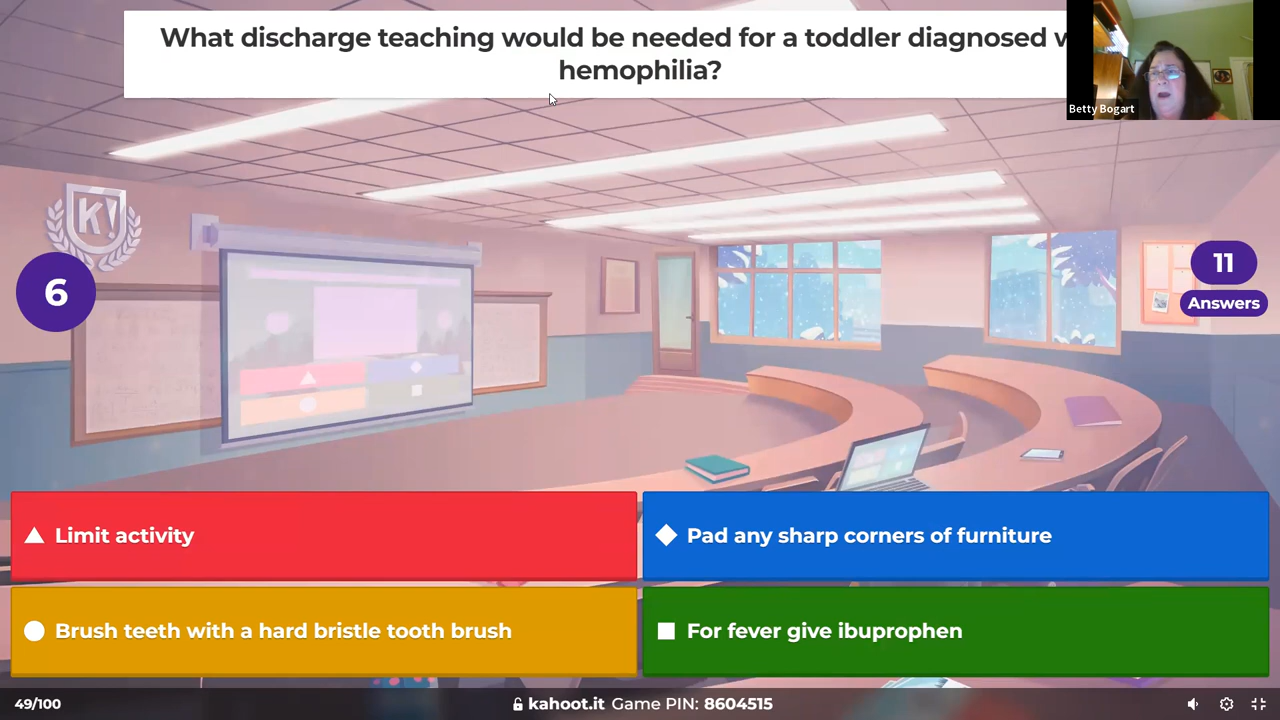 What discharge teaching would be needed for a toddler diagnosed
hemophilia?
Betty Bogart
K!
6
11
Answers
Limit activity
Pad any sharp corners of furniture
Brush teeth with a hard bristle tooth brush
For fever give ibuprophen
49/100
kahoot.it Game PIN: 8604515